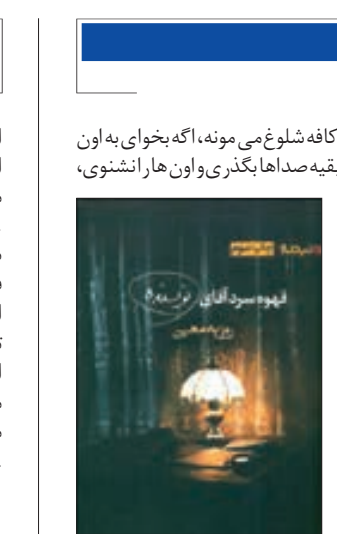 کافه شلوغ می مونه، اگه بخوای به اون
بقیه صداها بگذری و اون ها را نشنوی،
قهوه سرد آقای نویسنده
روزبه معین